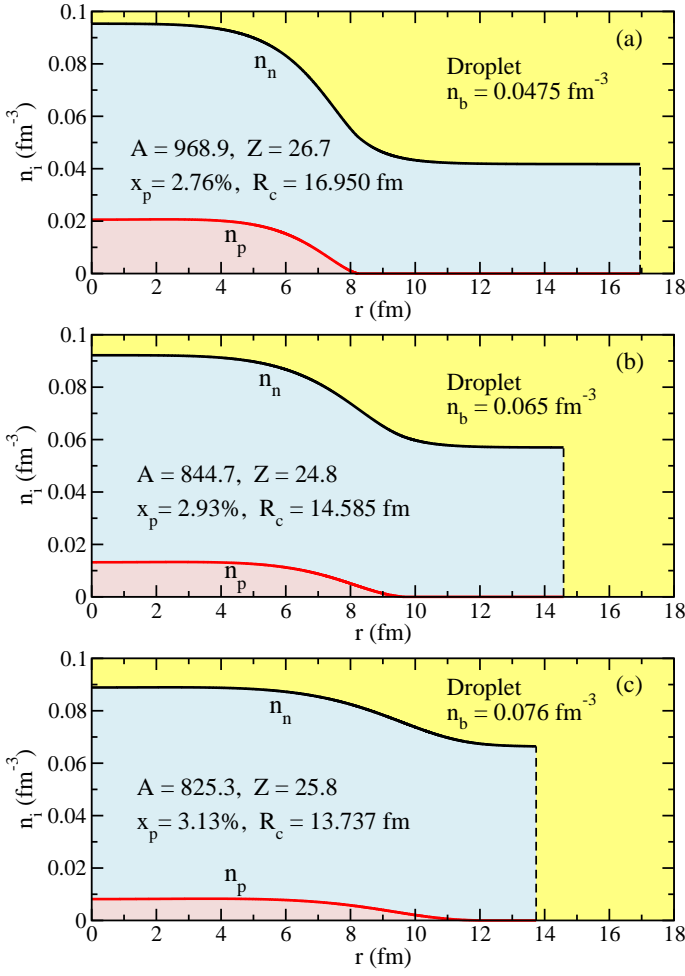 (a)
0.1
0.08
0.06
0.04
0.02
0
n_i (fm^-3)
n_n
Droplet
n_b = 0.0475 fm^-3
A = 968.9, Z = 26.7
x_p = 2.76%, R_c = 16.950 fm
n_p
0 2 4 6 8 10 12 14 16 18
r (fm)
(b)
0.1
0.08
0.06
0.04
0.02
0
n_i (fm^-3)
n_n
Droplet
n_b = 0.065 fm^-3
A = 844.7, Z = 24.8
x_p = 2.93%, R_c = 14.585 fm
n_p
0 2 4 6 8 10 12 14 16 18
r (fm)
(c)
0.1
0.08
0.06
0.04
0.02
0
n_i (fm^-3)
n_n
Droplet
n_b = 0.076 fm^-3
A = 825.3, Z = 25.8
x_p = 3.13%, R_c = 13.737 fm
n_p
0 2 4 6 8 10 12 14 16 18
r (fm)